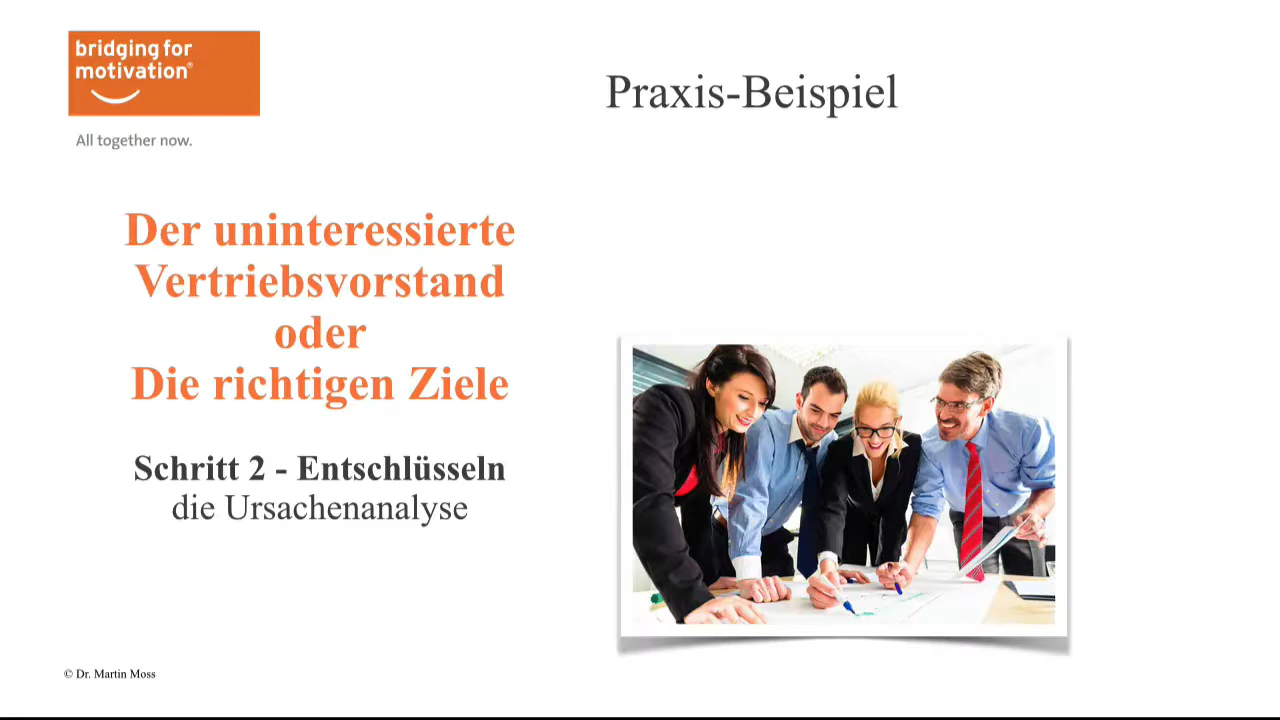 bridging for
motivation®
All together now.
Praxis-Beispiel
Der uninteressierte
Vertriebsvorstand
oder
Die richtigen Ziele
Schritt 2 - Entschlüsseln
die Ursachenanalyse
© Dr. Martin Moss